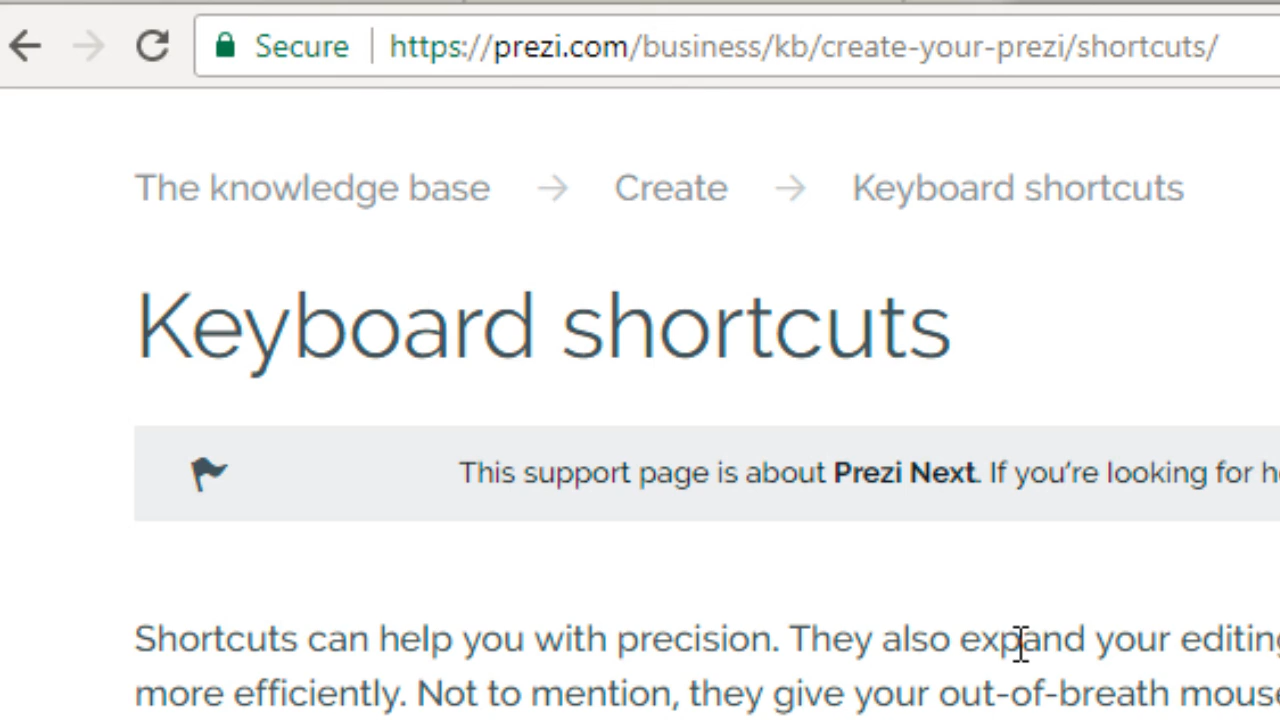 Secure https://prezi.com/business/kb/create-your-prezi/shortcuts/
The knowledge base → Create → Keyboard shortcuts
Keyboard shortcuts
This support page is about Prezi Next. If you're looking for
Shortcuts can help you with precision. They also expand your editing
more efficiently. Not to mention, they give your out-of-breath mouse